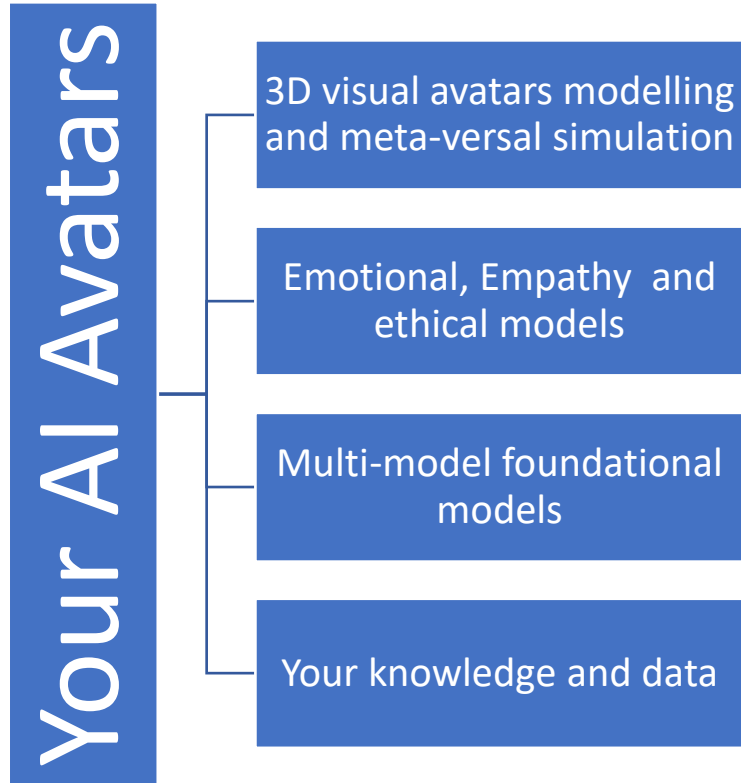 Your AI Avatars
3D visual avatars modelling
and meta-versal simulation
Emotional, Empathy  and
ethical models
Multi-model foundational
models
Your knowledge and data